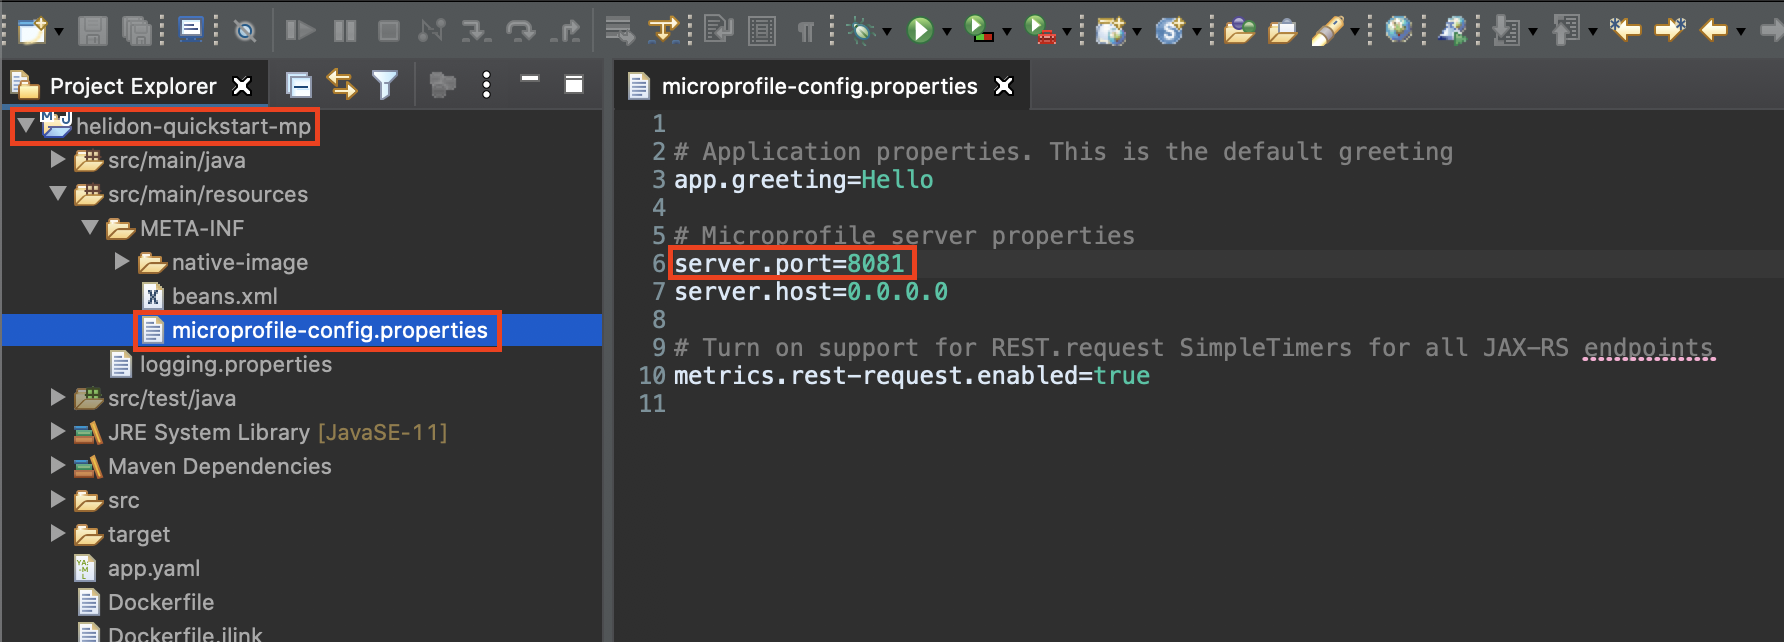 Project Explorer
helidon-quickstart-mp
src/main/java
src/main/resources
META-INF
native-image
beans.xml
microprofile-config.properties
logging.properties
src/test/java
JRE System Library [JavaSE-11]
Maven Dependencies
src
target
app.yaml
Dockerfile
Dockerfile.jlink
microprofile-config.properties
1
2 # Application properties. This is the default greeting
3 app.greeting=Hello
4
5 # Microprofile server properties
6 server.port=8081
7 server.host=0.0.0.0
8
9 # Turn on support for REST.request SimpleTimers for all JAX-RS endpoints
10 metrics.rest-request.enabled=true
11